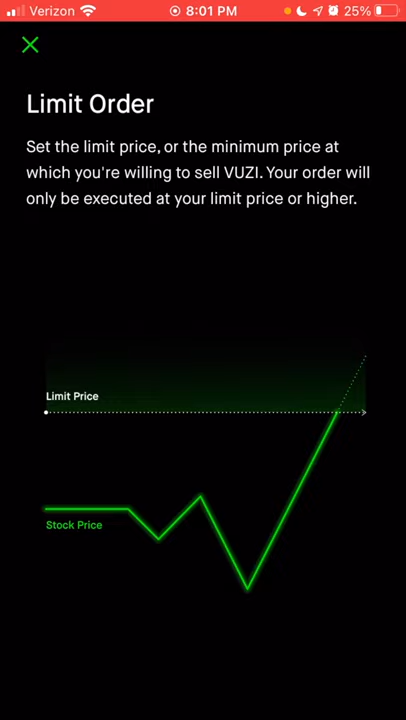 Verizon 8:01 PM 25%
Limit Order
Set the limit price, or the minimum price at
which you're willing to sell VUZI. Your order will
only be executed at your limit price or higher.
Limit Price
Stock Price